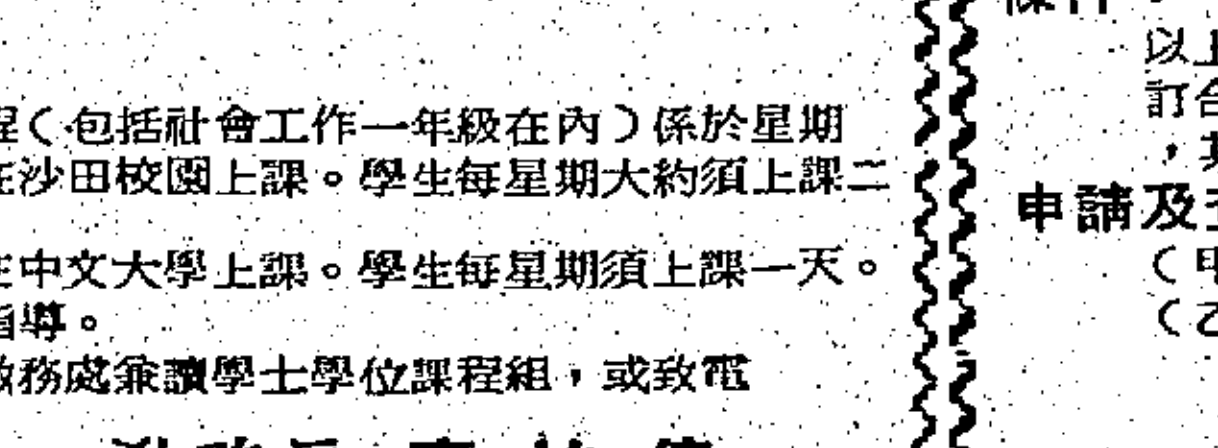 程(包括社會工作一年級在內)係於星期
在沙田校園上課。學生每星期大約須上課二
在中文大學上課。學生每星期須上課一天。
指導。
教務處兼讀學士學位課程組,或致電
條件:
以上
訂合
,其
申請及查
(甲
(乙